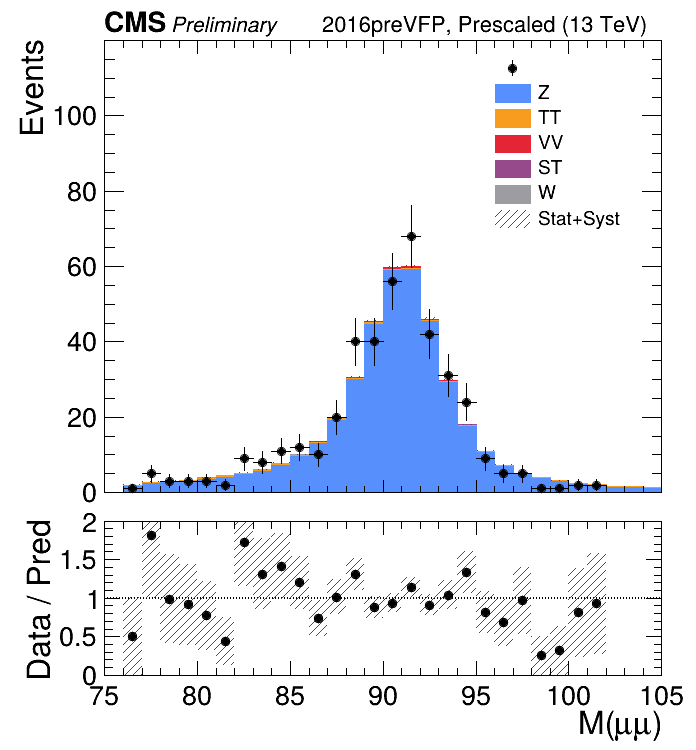 CMS Preliminary 2016preVFP, Prescaled (13 TeV)
Events
100
80
60
40
20
0
Z
TT
VV
ST
W
Stat+Syst
Data / Pred
2
1.5
1
0.5
0
75 80 85 90 95 100 105
M(μμ)